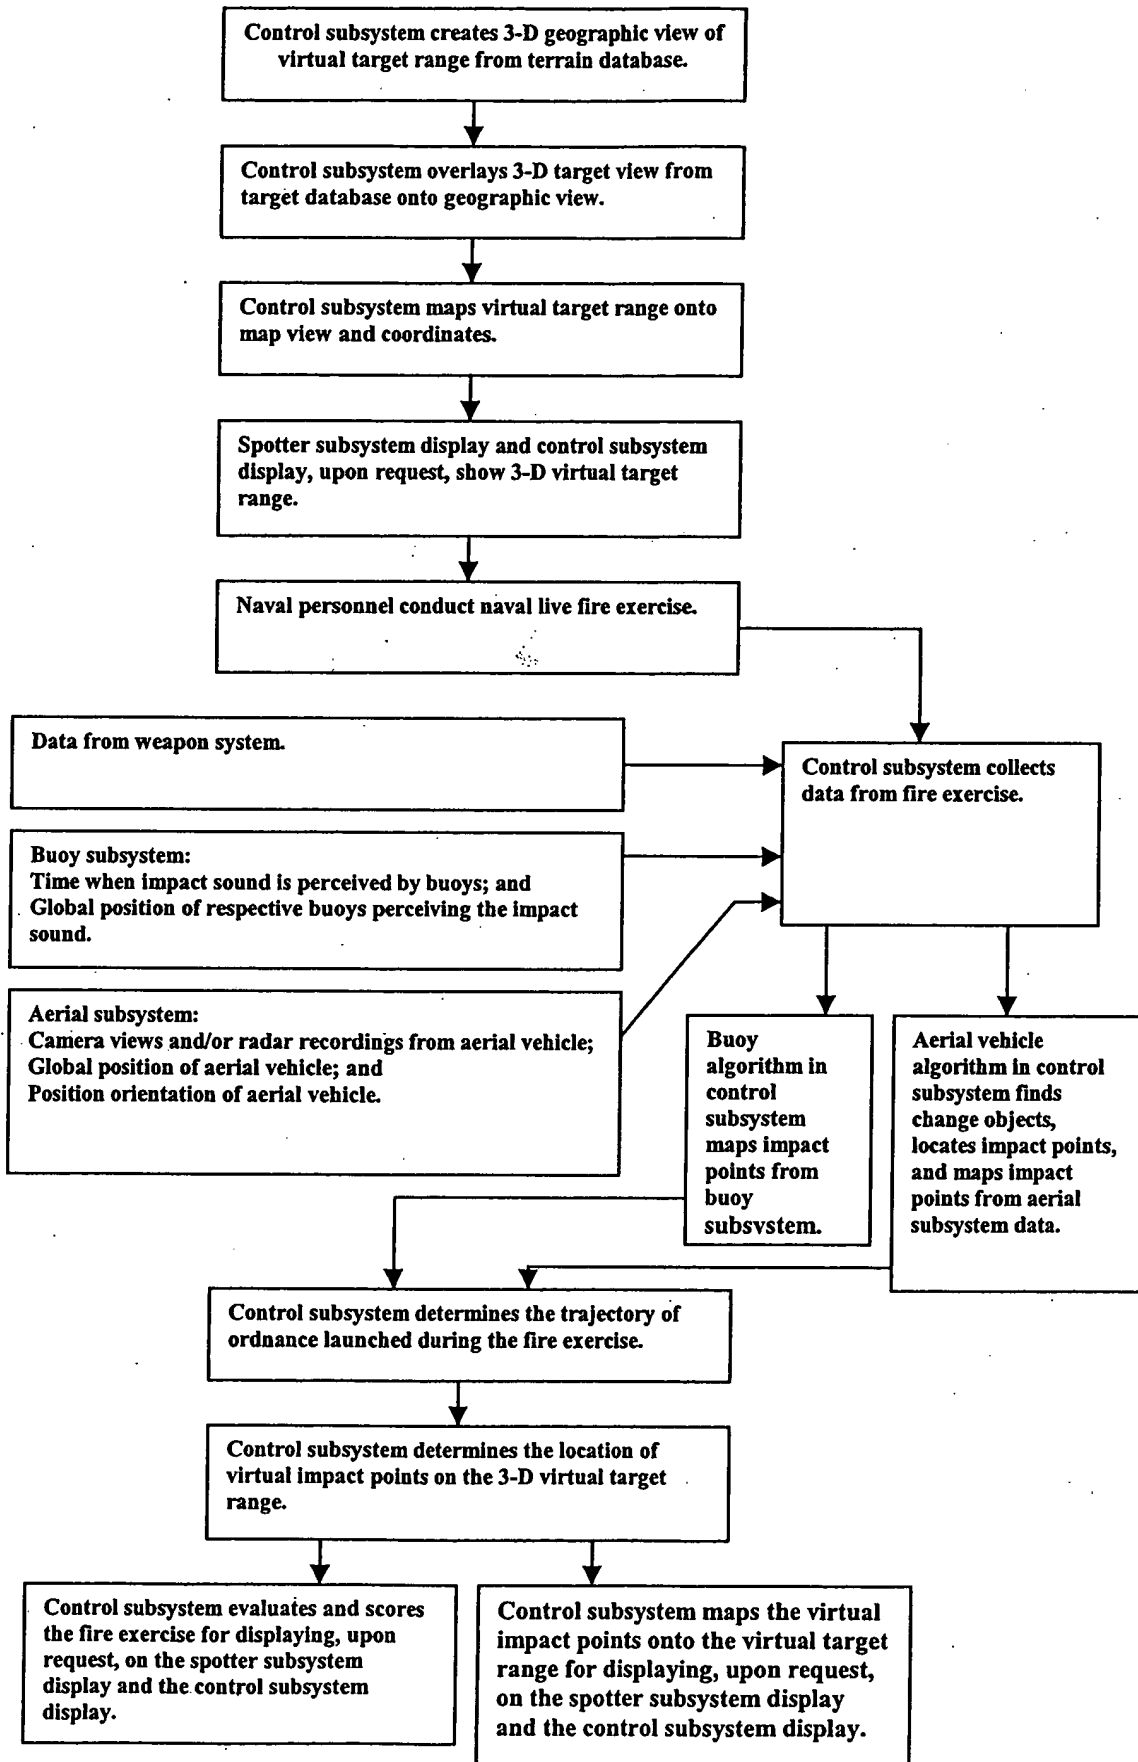 Control subsystem creates 3-D geographic view of
virtual target range from terrain database.
Control subsystem overlays 3-D target view from
target database onto geographic view.
Control subsystem maps virtual target range onto
map view and coordinates.
Spotter subsystem display and control subsystem
display, upon request, show 3-D virtual target
range.
Naval personnel conduct naval live fire exercise.
Data from weapon system.
Control subsystem collects
data from fire exercise.
Buoy subsystem:
Time when impact sound is perceived by buoys; and
Global position of respective buoys perceiving the impact
sound.
Aerial subsystem:
Camera views and/or radar recordings from aerial vehicle;
Global position of aerial vehicle; and
Position orientation of aerial vehicle.
Buoy
algorithm in
control
subsystem
maps impact
points from
buoy
subsystem.
Aerial vehicle
algorithm in control
subsystem finds
change objects,
locates impact points,
and maps impact
points from aerial
subsystem data.
Control subsystem determines the trajectory of
ordnance launched during the fire exercise.
Control subsystem determines the location of
virtual impact points on the 3-D virtual target
range.
Control subsystem evaluates and scores
the fire exercise for displaying, upon
request, on the spotter subsystem
display and the control subsystem
display.
Control subsystem maps the virtual
impact points onto the virtual target
range for displaying, upon request,
on the spotter subsystem display
and the control subsystem display.